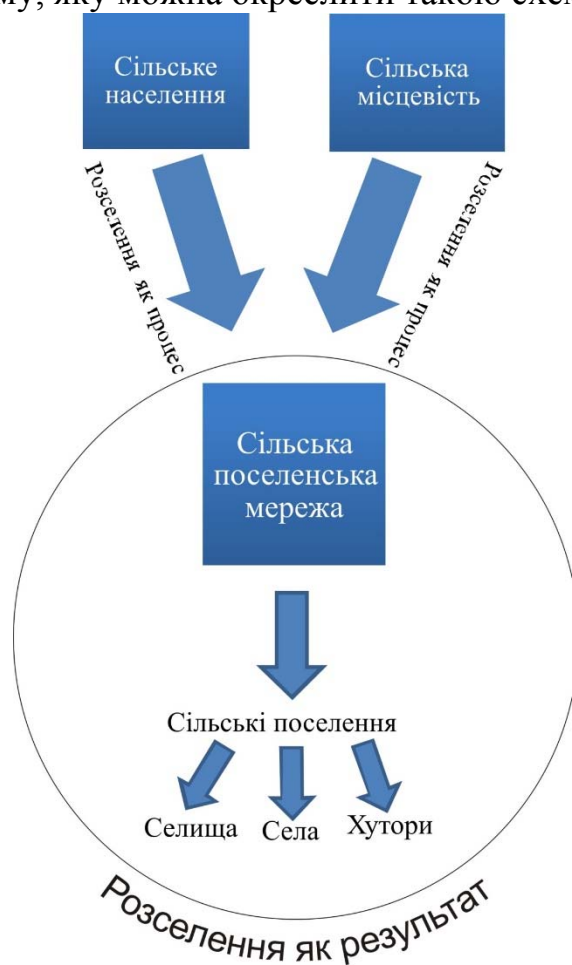 му, яку можна окреслити такою
Сільське
населення
Сільська
місцевість
Розселення як процес
Розселення як процес
Сільська
поселенська
мережа
Сільські поселення
Селища
Села
Хутори
Розселення як результат